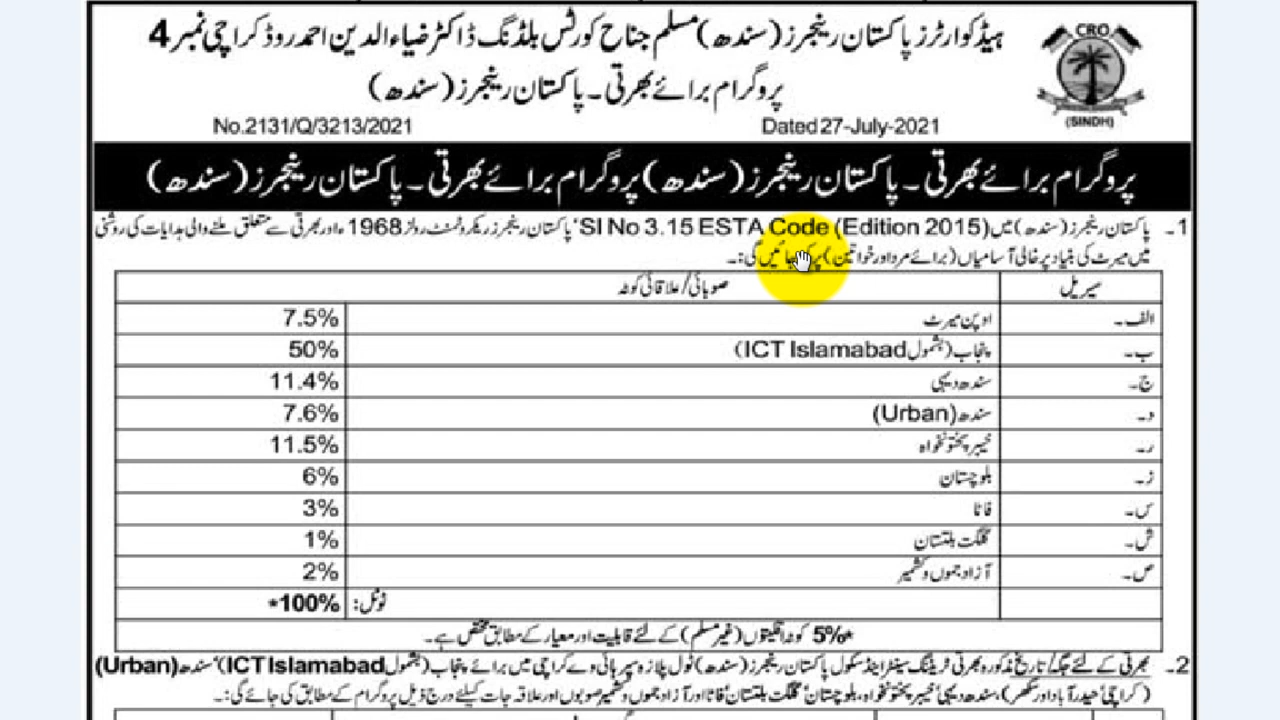 ہیڈکوارٹرز پاکستان رینجرز (سندھ) مسلم جناح کورٹس بلڈنگ ڈاکٹر ضیاء الدین احمد روڈ کراچی نمبر 4
CRO
(SINDH)
پروگرام برائے بھرتی ۔ پاکستان رینجرز (سندھ)
No.2131/Q/3213/2021 Dated 27-July-2021
پروگرام برائے بھرتی ۔ پاکستان رینجرز (سندھ) پروگرام برائے بھرتی ۔ پاکستان رینجرز (سندھ)
1۔ پاکستان رینجرز (سندھ) میں SI No 3.15 ESTA Code (Edition 2015)‘ پاکستان رینجرز ریکروٹمنٹ رولز 1968ء اور بھرتی سے متعلق ملنے والی ہدایات کی روشنی
میں میرٹ کی بنیاد پر خالی آسامیاں (برائے مرد اور خواتین) پر کی جائیں گی:۔
سیریل صوبائی/علاقائی کوٹہ
الف۔ اوپن میرٹ 7.5%
ب۔ پنجاب (بشمول ICT Islamabad) 50%
ج۔ سندھ دیہی 11.4%
د۔ سندھ (Urban) 7.6%
ر۔ خیبر پختونخواہ 11.5%
ز۔ بلوچستان 6%
س۔ فاٹا 3%
ش۔ گلگت بلتستان 1%
ص۔ آزاد جموں و کشمیر 2%
ٹوٹل: 100%*
*5% کوٹہ اقلیتوں (غیر مسلم) کے لئے قابلیت اور معیار کے مطابق مختص ہے۔
2۔ بھرتی کے لئے جگہ/تاریخ مذکورہ بھرتی ٹریننگ سینٹر اینڈ سکول پاکستان رینجرز (سندھ) ٹول پلازہ سپر ہائی وے کراچی میں برائے پنجاب (بشمول ICT Islamabad)‘ سندھ (Urban)
(کراچی‘ حیدرآباد اور سکھر)‘ سندھ دیہی‘ خیبر پختونخواہ‘ بلوچستان‘ گلگت بلتستان‘ فاٹا اور آزاد جموں و کشمیر صوبوں اور علاقہ جات کیلئے درج ذیل پروگرام کے مطابق کی جائے گی:۔